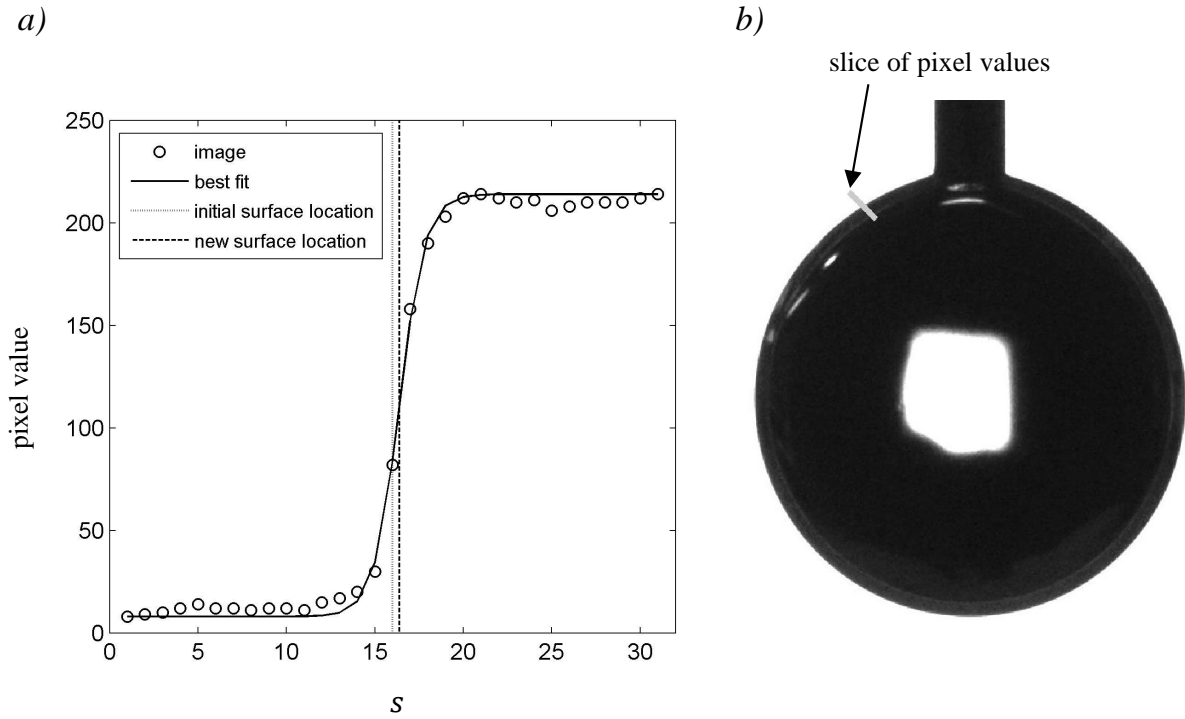 a)
b)
slice of pixel values
250
200
150
100
50
0
image
best fit
initial surface location
new surface location
pixel value
0 5 10 15 20 25 30
s